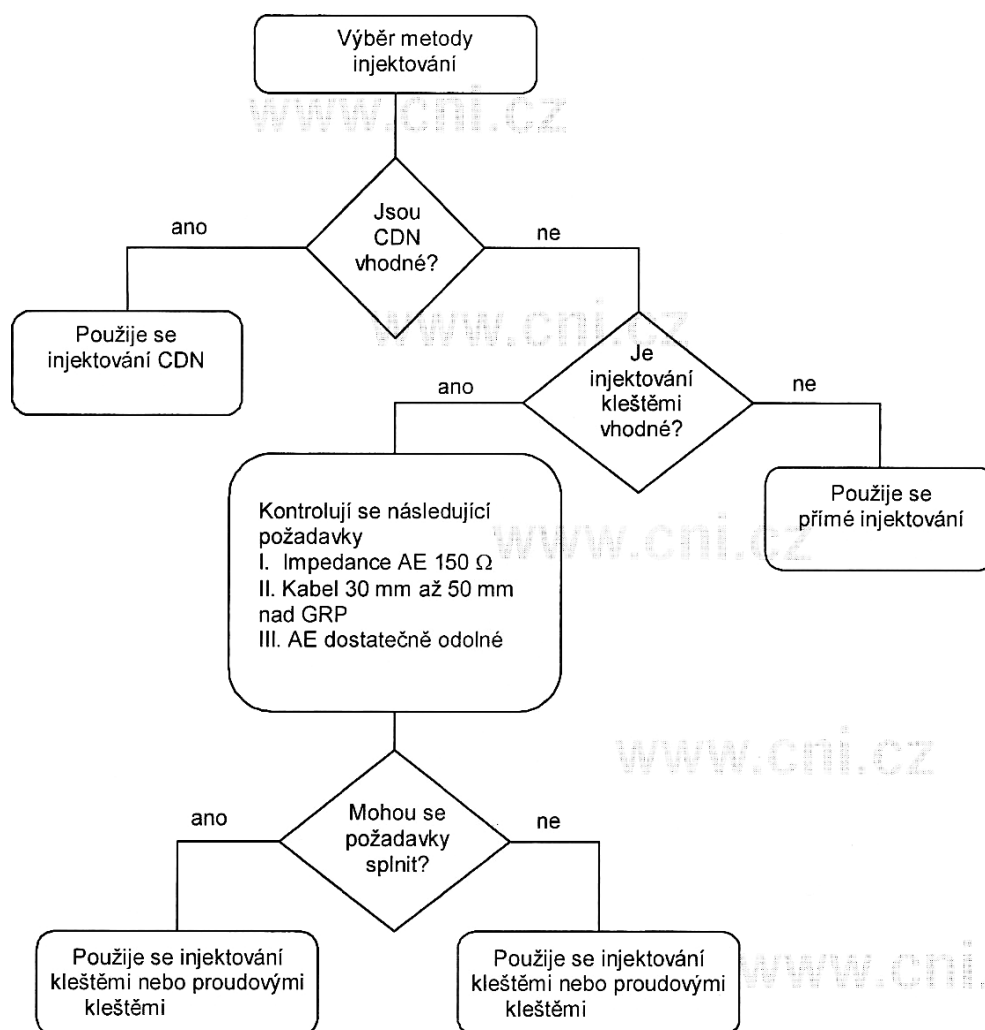 Výběr metody
injektování
www.cni.cz
Jsou
CDN
vhodné?
ano
ne
Použije se
injektování CDN
www.cni.cz
Je
injektování
kleštěmi
vhodné?
ano
ne
Kontrolují se následující
požadavky
I. Impedance AE 150 Ω
II. Kabel 30 mm až 50 mm
nad GRP
III. AE dostatečně odolné
Použije se
přímé injektování
www.cni.cz
www.cni.cz
Mohou se
požadavky
splnit?
ano
ne
Použije se injektování
kleštěmi nebo proudovými
kleštěmi
Použije se injektování
kleštěmi nebo proudovými
kleštěmi
www.cni.